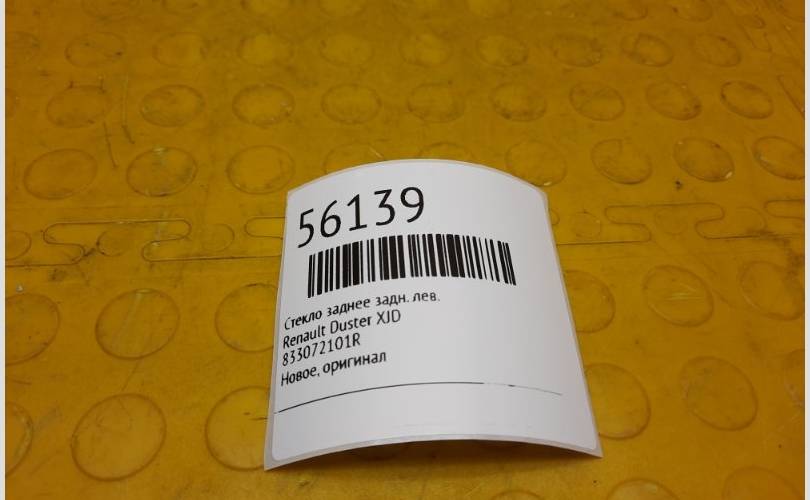 56139
Стекло заднее задн. лев.
Renault Duster XJD
833072101R
Новое, оригинал